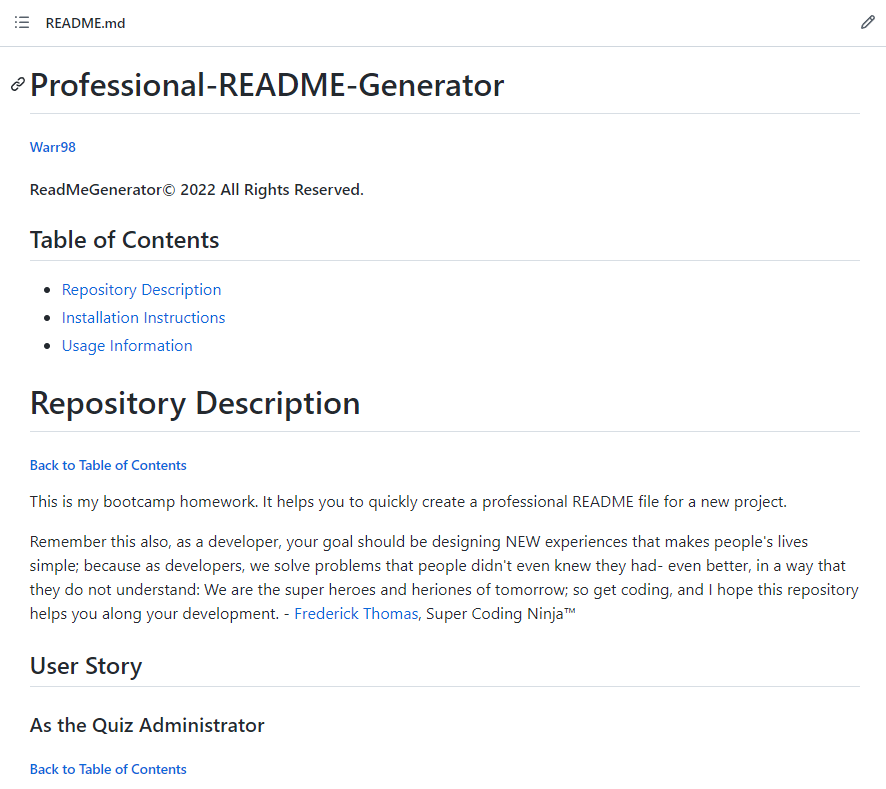 README.md
Professional-README-Generator
Warr98
ReadMeGenerator© 2022 All Rights Reserved.
Table of Contents
Repository Description
Installation Instructions
Usage Information
Repository Description
Back to Table of Contents
This is my bootcamp homework. It helps you to quickly create a professional README file for a new project.
Remember this also, as a developer, your goal should be designing NEW experiences that makes people's lives
simple; because as developers, we solve problems that people didn't even knew they had- even better, in a way that
they do not understand: We are the super heroes and heriones of tomorrow; so get coding, and I hope this repository
helps you along your development. - Frederick Thomas, Super Coding Ninja™
User Story
As the Quiz Administrator
Back to Table of Contents